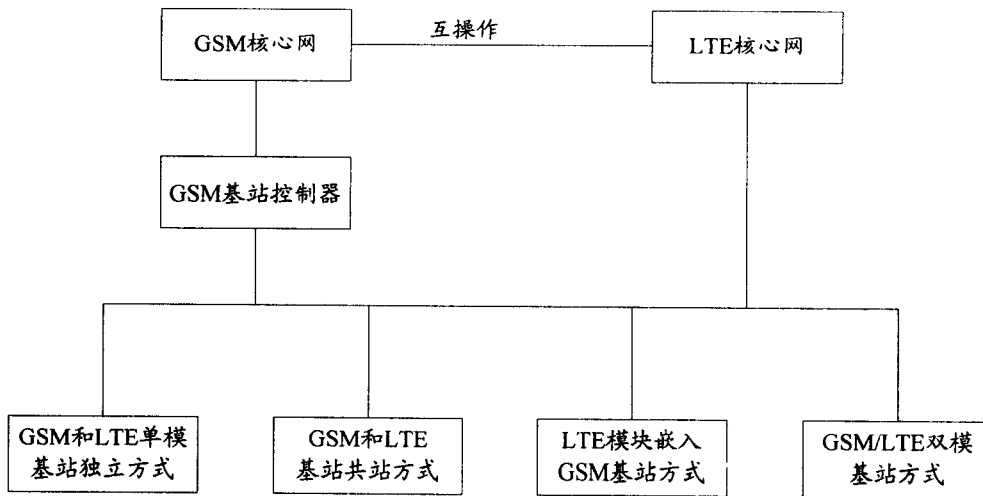 GSM核心网
互操作
LTE核心网
GSM基站控制器
GSM和LTE单模
基站独立方式
GSM和LTE
基站共站方式
LTE模块嵌入
GSM基站方式
GSM/LTE双模
基站方式